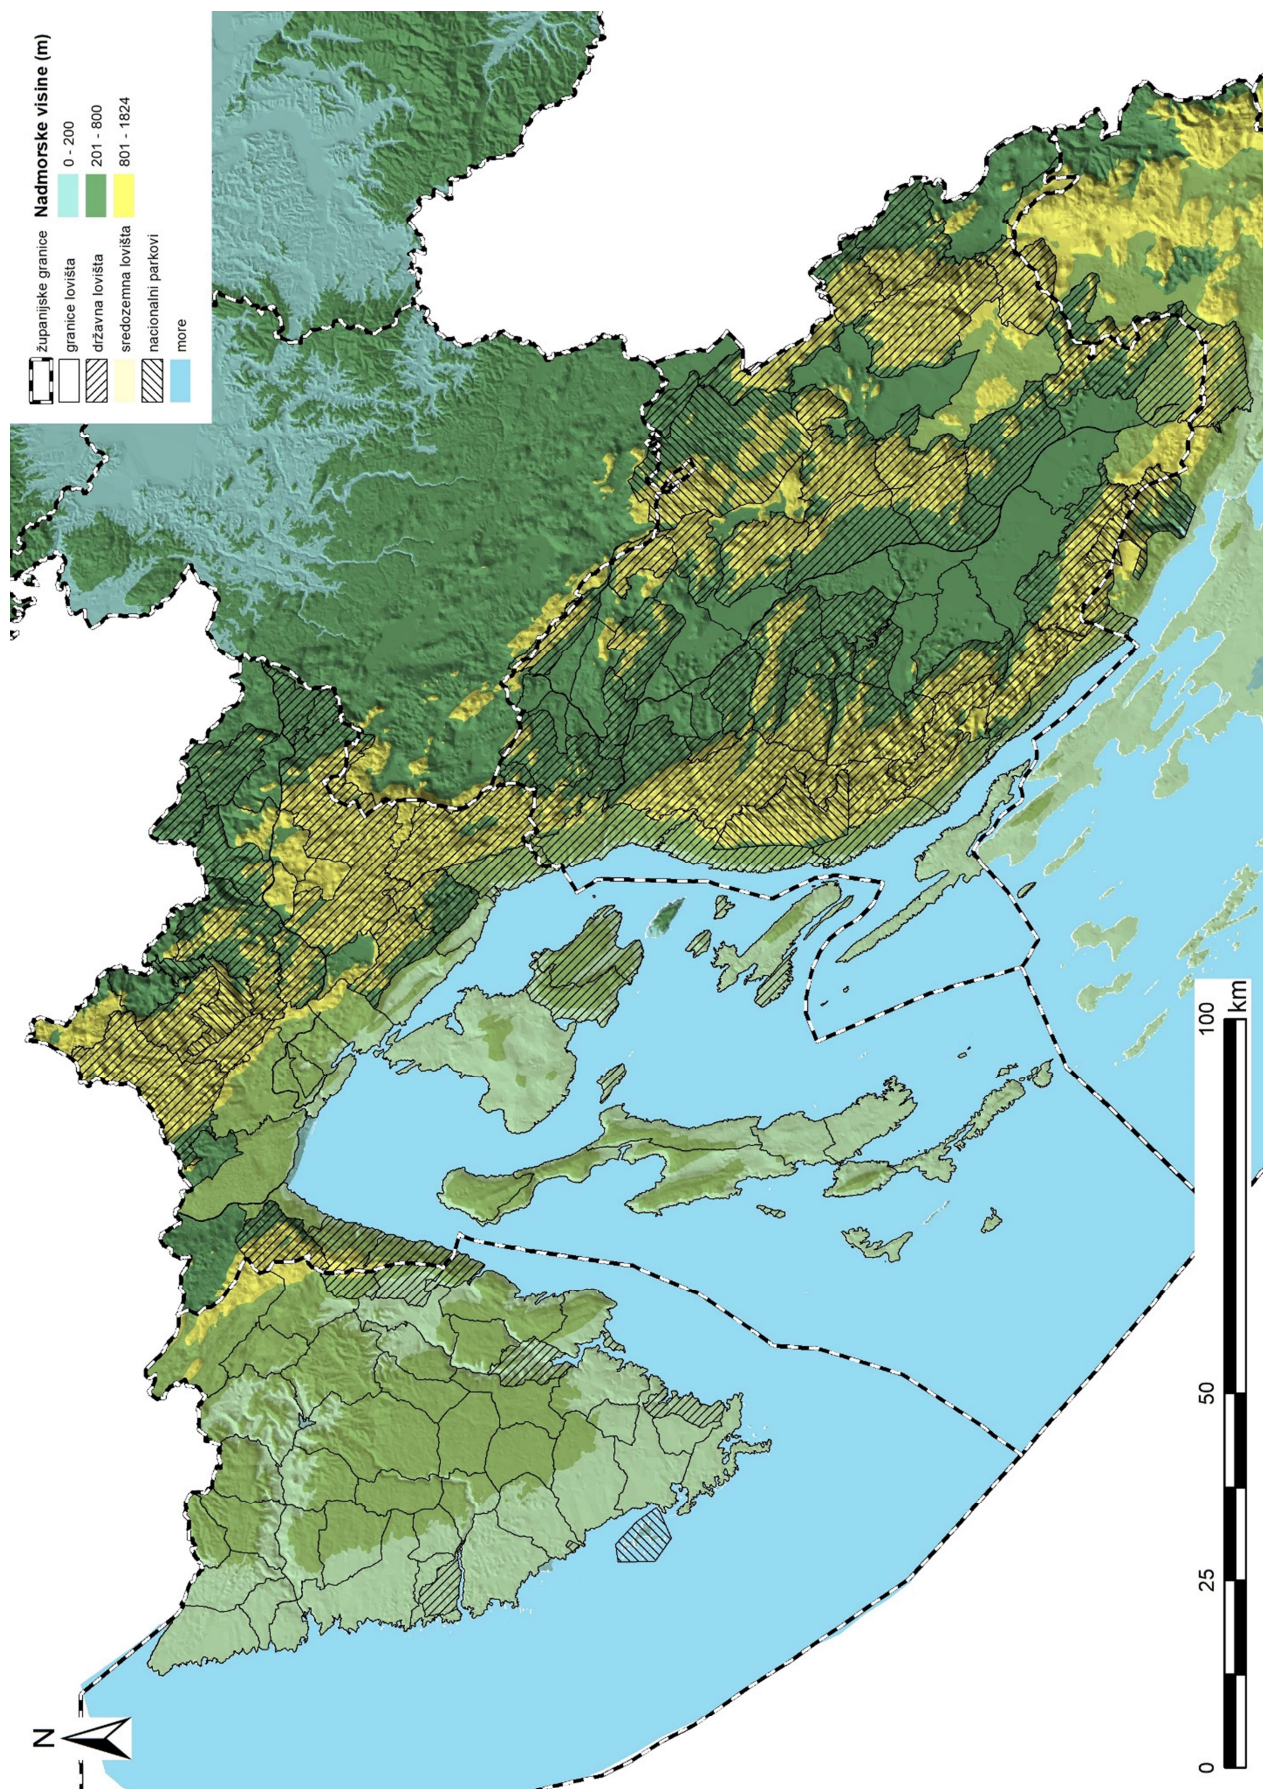 županijske granice
granice lovišta
državna lovišta
sredozemna lovišta
nacionalni parkovi
more
Nadmorske visine (m)
0 - 200
201 - 800
801 - 1824
N
0
25
50
100
km